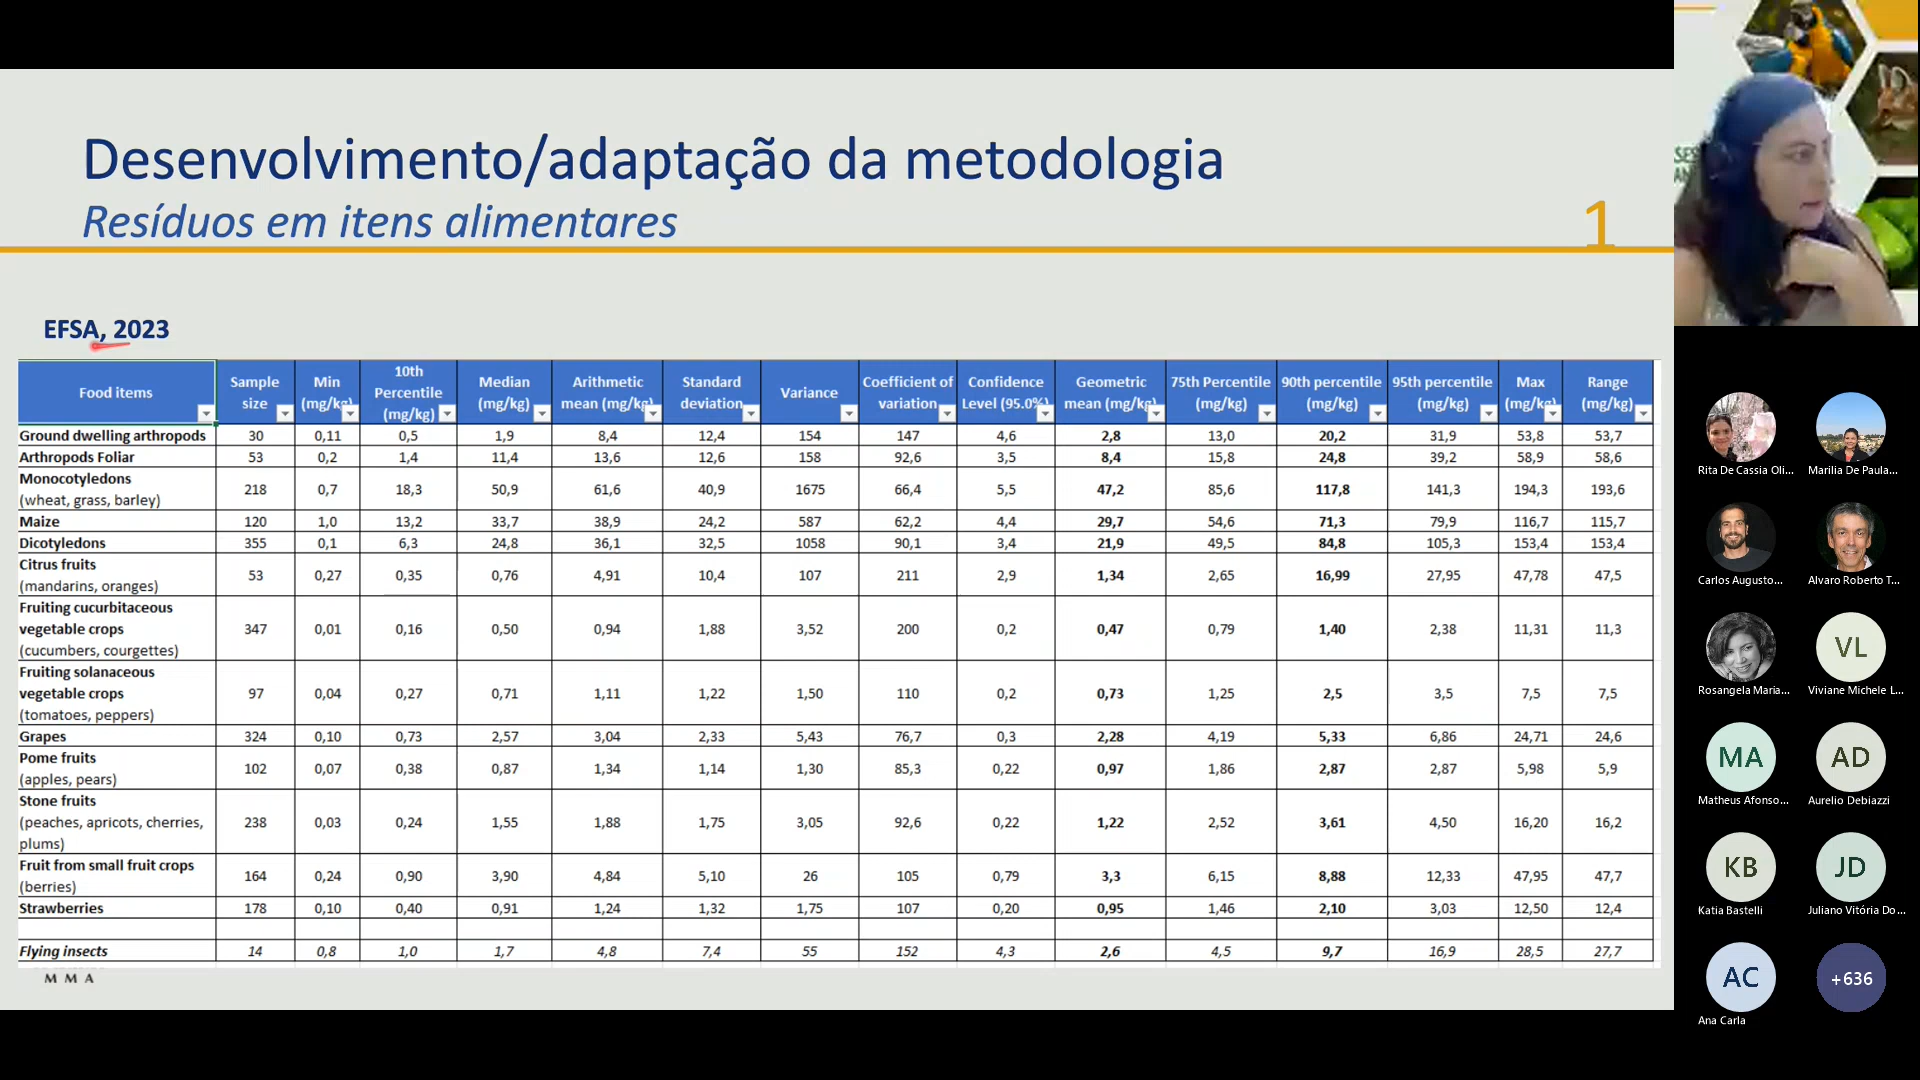 Desenvolvimento/adaptação da metodologia
Resíduos em itens alimentares
1
EFSA, 2023
Food items | Sample size | Min (mg/kg) | 10th Percentile (mg/kg) | Median (mg/kg) | Arithmetic mean (mg/kg) | Standard deviation | Variance | Coefficient of variation | Confidence Level (95.0%) | Geometric mean (mg/kg) | 75th Percentile (mg/kg) | 90th percentile (mg/kg) | 95th percentile (mg/kg) | Max (mg/kg) | Range (mg/kg)
Ground dwelling arthropods | 30 | 0,11 | 0,5 | 1,9 | 8,4 | 12,4 | 154 | 147 | 4,6 | 2,8 | 13,0 | 20,2 | 31,9 | 53,8 | 53,7
Arthropods Foliar | 53 | 0,2 | 1,4 | 11,4 | 13,6 | 12,6 | 158 | 92,6 | 3,5 | 8,4 | 15,8 | 24,8 | 39,2 | 58,9 | 58,6
Monocotyledons (wheat, grass, barley) | 218 | 0,7 | 18,3 | 50,9 | 61,6 | 40,9 | 1675 | 66,4 | 5,5 | 47,2 | 85,6 | 117,8 | 141,3 | 194,3 | 193,6
Maize | 120 | 1,0 | 13,2 | 33,7 | 38,9 | 24,2 | 587 | 62,2 | 4,4 | 29,7 | 54,6 | 71,3 | 79,9 | 116,7 | 115,7
Dicotyledons | 355 | 0,1 | 6,3 | 24,8 | 36,1 | 32,5 | 1058 | 90,1 | 3,4 | 21,9 | 49,5 | 84,8 | 105,3 | 153,4 | 153,4
Citrus fruits (mandarins, oranges) | 53 | 0,27 | 0,35 | 0,76 | 4,91 | 10,4 | 107 | 211 | 2,9 | 1,34 | 2,65 | 16,99 | 27,95 | 47,78 | 47,5
Fruiting cucurbitaceous vegetable crops (cucumbers, courgettes) | 347 | 0,01 | 0,16 | 0,50 | 0,94 | 1,88 | 3,52 | 200 | 0,2 | 0,47 | 0,79 | 1,40 | 2,38 | 11,31 | 11,3
Fruiting solanaceous vegetable crops (tomatoes, peppers) | 97 | 0,04 | 0,27 | 0,71 | 1,11 | 1,22 | 1,50 | 110 | 0,2 | 0,73 | 1,25 | 2,5 | 3,5 | 7,5 | 7,5
Grapes | 324 | 0,10 | 0,73 | 2,57 | 3,04 | 2,33 | 5,43 | 76,7 | 0,3 | 2,28 | 4,19 | 5,33 | 6,86 | 24,71 | 24,6
Pome fruits (apples, pears) | 102 | 0,07 | 0,38 | 0,87 | 1,34 | 1,14 | 1,30 | 85,3 | 0,22 | 0,97 | 1,86 | 2,87 | 2,87 | 5,98 | 5,9
Stone fruits (peaches, apricots, cherries, plums) | 238 | 0,03 | 0,24 | 1,55 | 1,88 | 1,75 | 3,05 | 92,6 | 0,22 | 1,22 | 2,52 | 3,61 | 4,50 | 16,20 | 16,2
Fruit from small fruit crops (berries) | 164 | 0,24 | 0,90 | 3,90 | 4,84 | 5,10 | 26 | 105 | 0,79 | 3,3 | 6,15 | 8,88 | 12,33 | 47,95 | 47,7
Strawberries | 178 | 0,10 | 0,40 | 0,91 | 1,24 | 1,32 | 1,75 | 107 | 0,20 | 0,95 | 1,46 | 2,10 | 3,03 | 12,50 | 12,4
Flying insects | 14 | 0,8 | 1,0 | 1,7 | 4,8 | 7,4 | 55 | 152 | 4,3 | 2,6 | 4,5 | 9,7 | 16,9 | 28,5 | 27,7
M M A
Rita De Cassia Oli...
Marilia De Paula...
Carlos Augusto...
Alvaro Roberto T...
Rosangela Maria...
VL
Viviane Michele L...
MA
Matheus Afonso...
AD
Aurelio Debiazzi
KB
Katia Bastelli
JD
Juliano Vitória Do...
AC
Ana Carla
+636